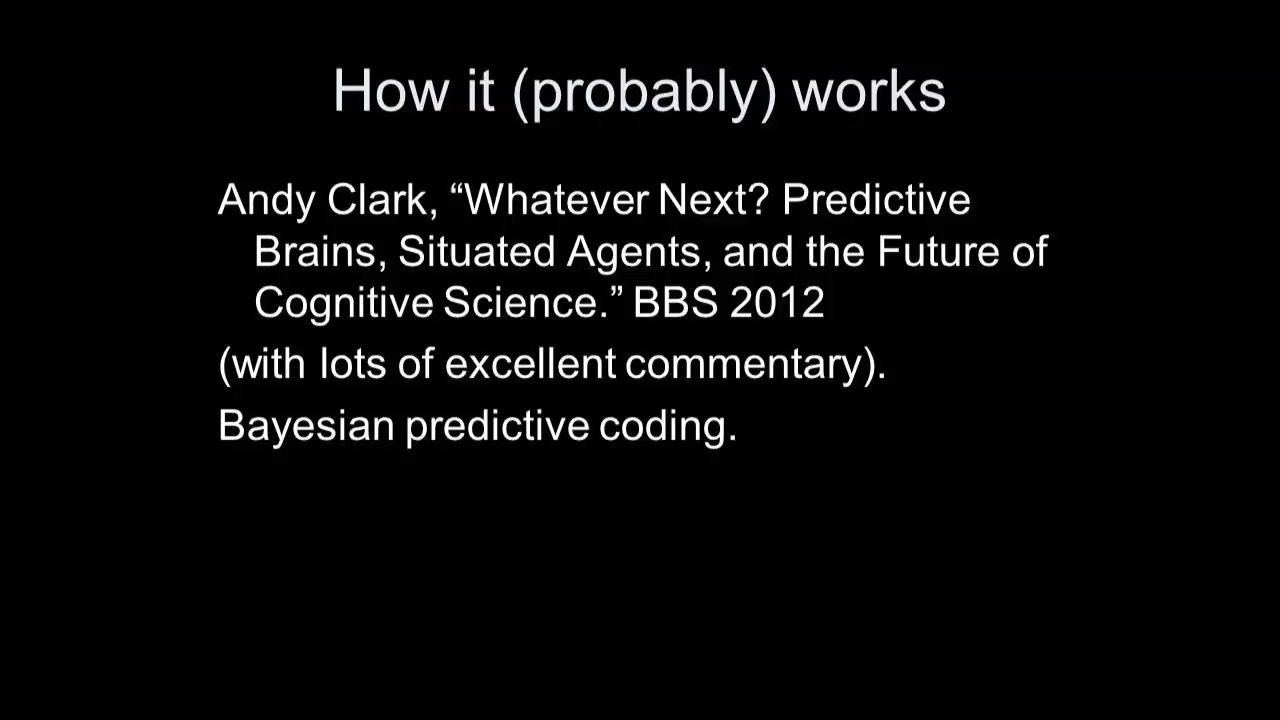 How it (probably) works
Andy Clark, “Whatever Next? Predictive
Brains, Situated Agents, and the Future of
Cognitive Science.” BBS 2012
(with lots of excellent commentary).
Bayesian predictive coding.